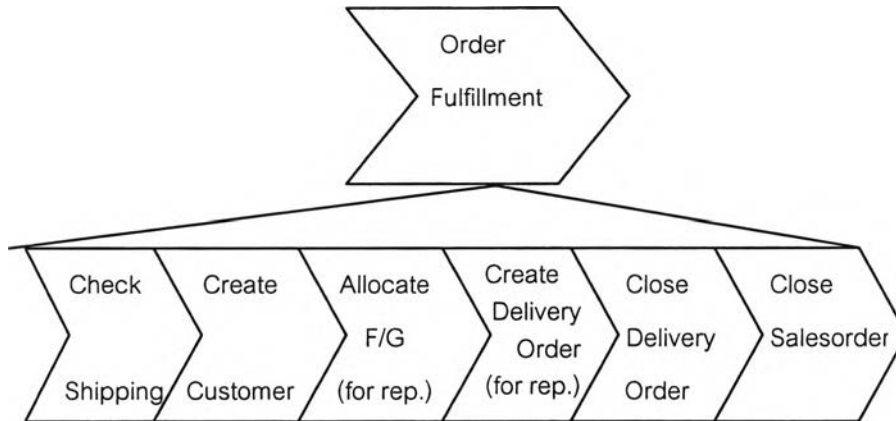 Order
Fulfillment
Check
Shipping
Create
Customer
Allocate
F/G
(for rep.)
Create
Delivery
Order
(for rep.)
Close
Delivery
Order
Close
Salesorder